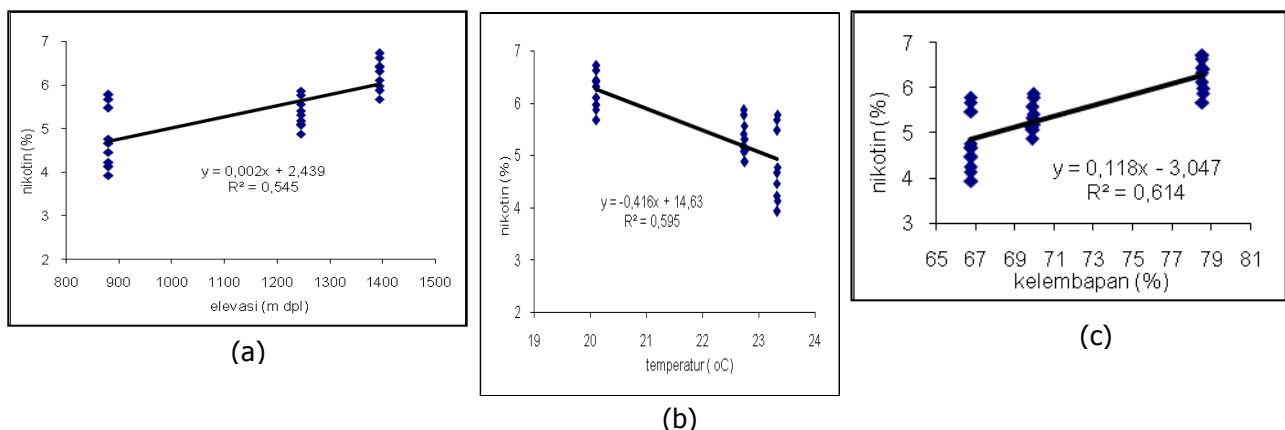 7
6
5
4
3
2
nikotin (%)
y = 0,002x + 2,439
R² = 0,545
800 900 1000 1100 1200 1300 1400 1500
elevasi (m dpl)
(a)
7
6
5
4
3
2
nikotin (%)
y = -0,416x + 14,63
R² = 0,595
19 20 21 22 23 24
temperatur ( oC)
(b)
7
6
5
4
3
nikotin (%)
y = 0,118x - 3,047
R² = 0,614
65 67 69 71 73 75 77 79 81
kelembapan (%)
(c)